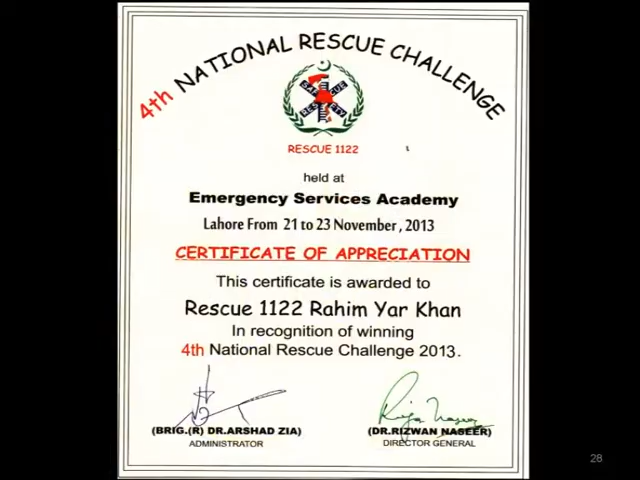 4th NATIONAL RESCUE CHALLENGE
RESCUE 1122
held at
Emergency Services Academy
Lahore From 21 to 23 November, 2013
CERTIFICATE OF APPRECIATION
This certificate is awarded to
Rescue 1122 Rahim Yar Khan
In recognition of winning
4th National Rescue Challenge 2013.
(BRIG.(R) DR.ARSHAD ZIA)
ADMINISTRATOR
(DR.RIZWAN NASEER)
DIRECTOR GENERAL
28